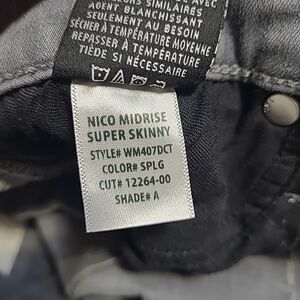 SIMILAIRES
AGENT BLANCHISSANT
SEULEMENT AU BESOIN
SÉCHER À TEMPÉRATURE MOYENNE
REPASSER À TEMPÉRATURE
TIÈDE SI NÉCESSAIRE
NICO MIDRISE
SUPER SKINNY
STYLE# WM407DCT
COLOR# SPLG
CUT# 12264-00
SHADE# A